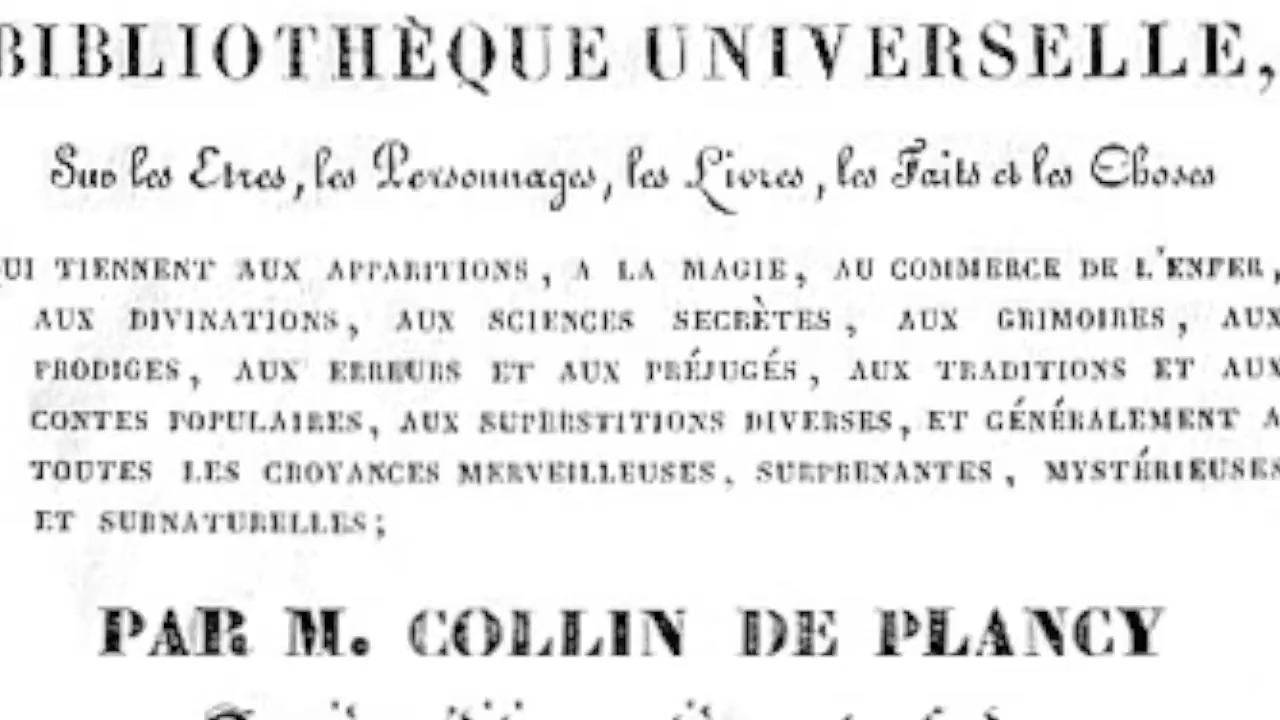 BIBLIOTHÈQUE UNIVERSELLE,
Sur les Etres, les Personnages, les Livres, les Faits et les Choses
QUI TIENNENT AUX APPARITIONS, A LA MAGIE, AU COMMERCE DE L'ENFER,
AUX DIVINATIONS, AUX SCIENCES SECRÈTES, AUX GRIMOIRES, AUX
PRODIGES, AUX ERREURS ET AUX PRÉJUGÉS, AUX TRADITIONS ET AUX
CONTES POPULAIRES, AUX SUPERSTITIONS DIVERSES, ET GÉNÉRALEMENT A
TOUTES LES CROYANCES MERVEILLEUSES, SURPRENANTES, MYSTÉRIEUSES
ET SURNATURELLES;
PAR M. COLLIN DE PLANCY